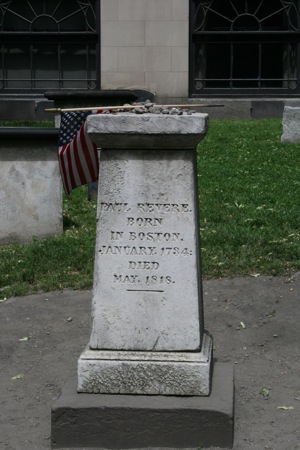 PAUL REVERE.
BORN
IN BOSTON,
JANUARY, 1734:
DIED
MAY, 1818.